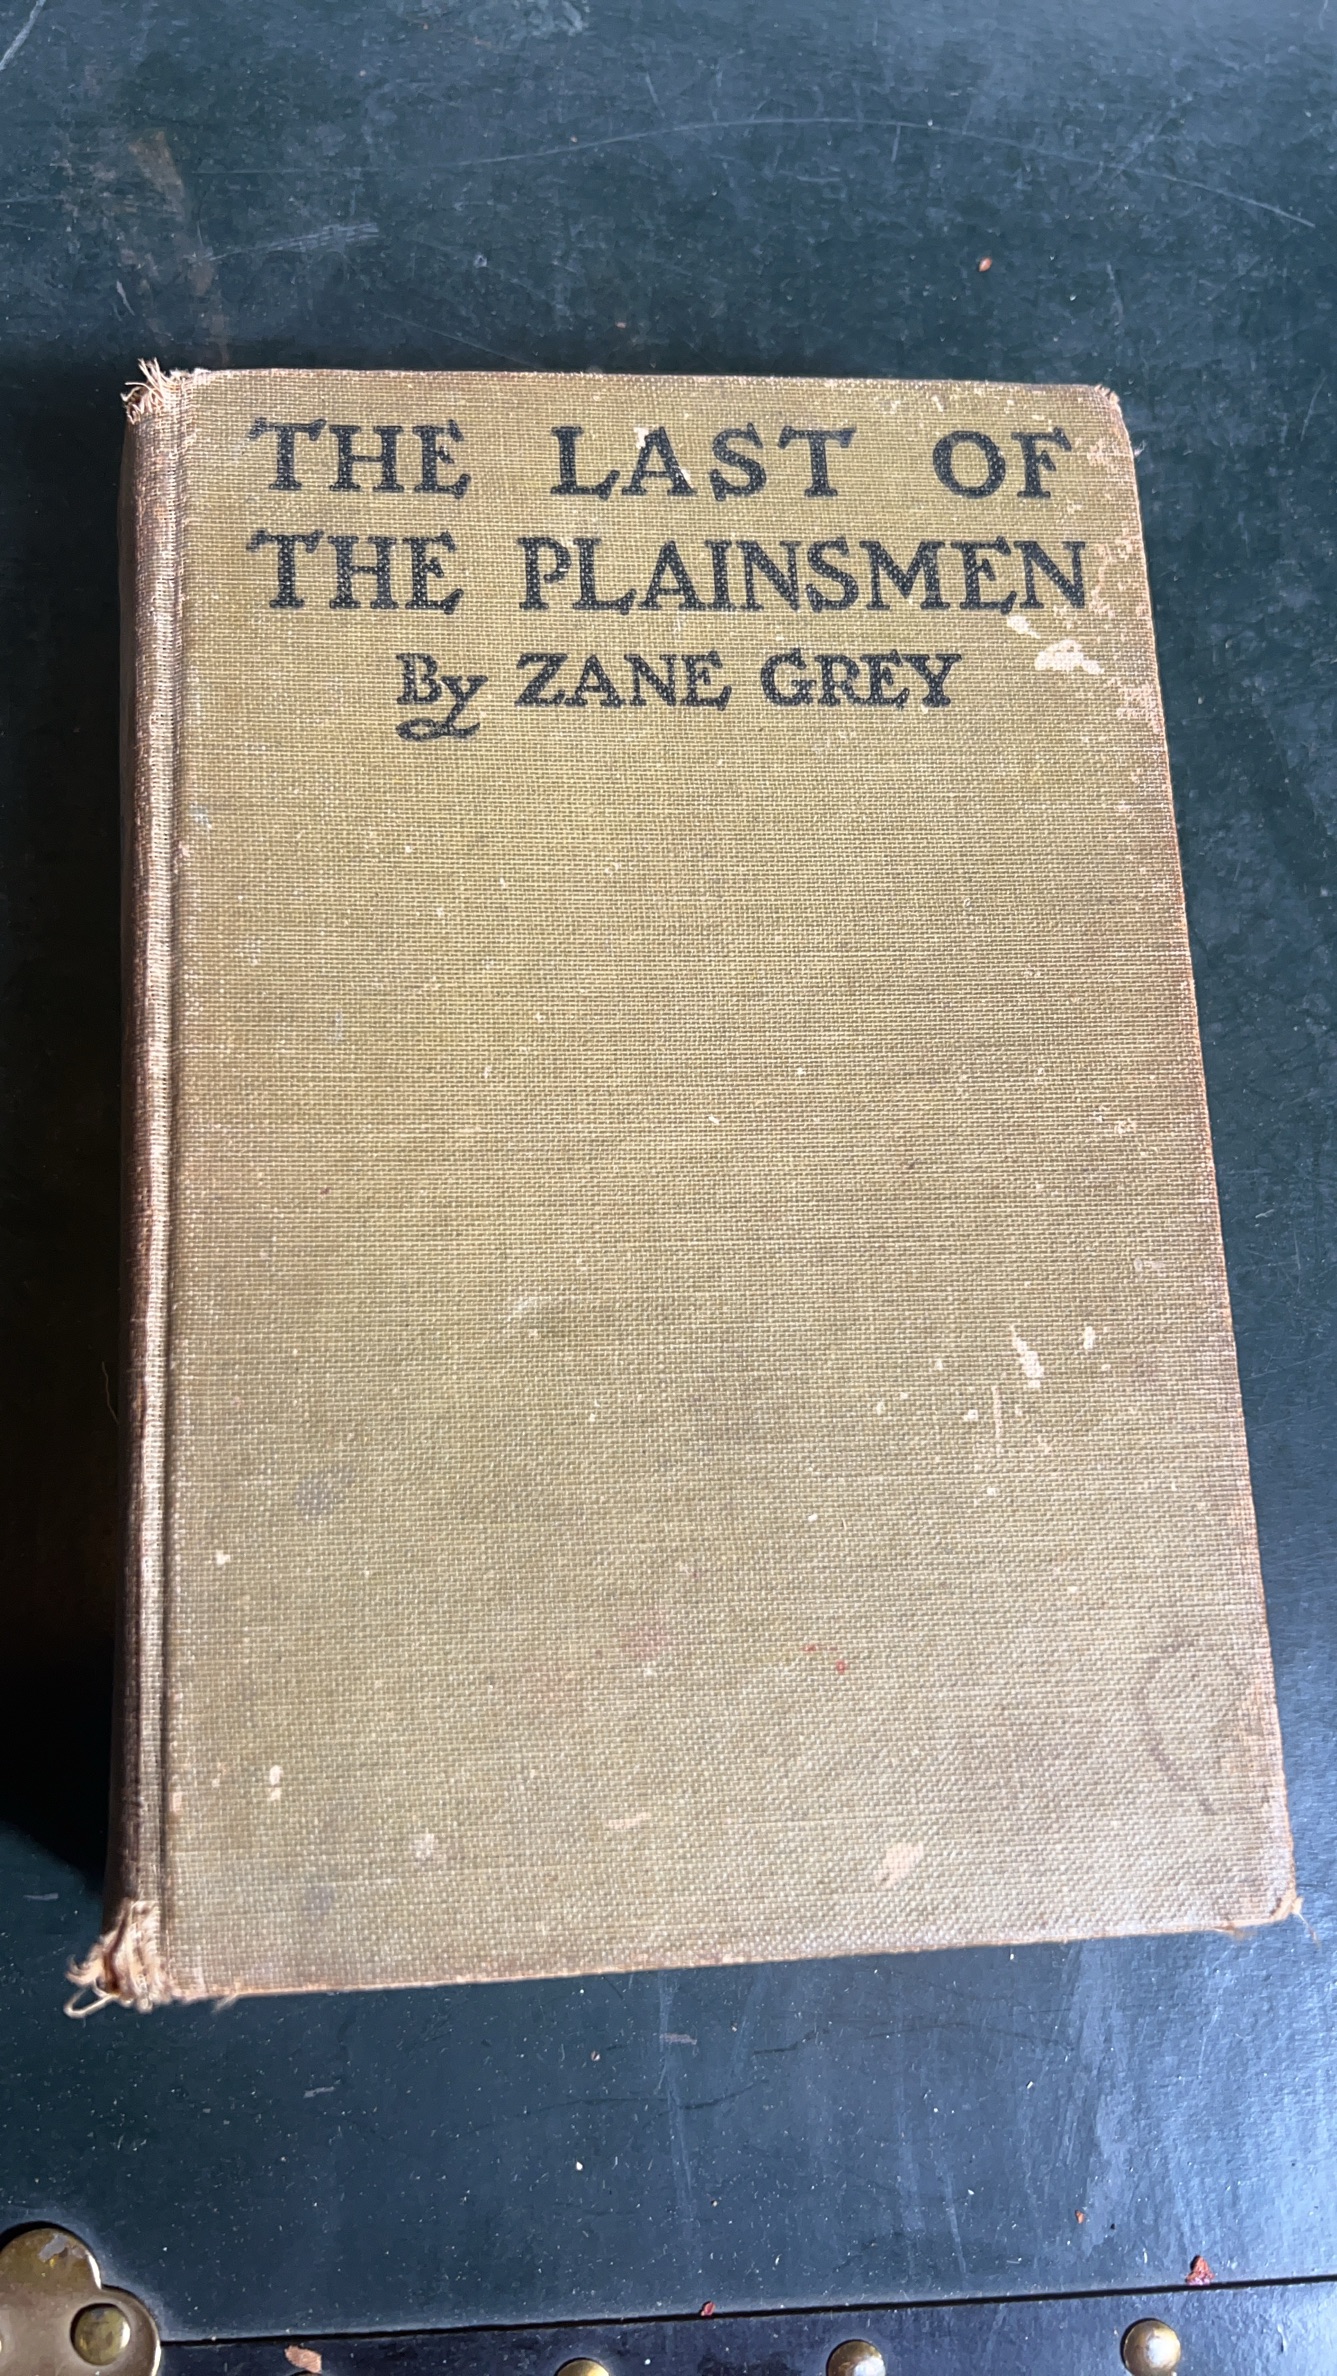 THE LAST OF
THE PLAINSMEN
By ZANE GREY